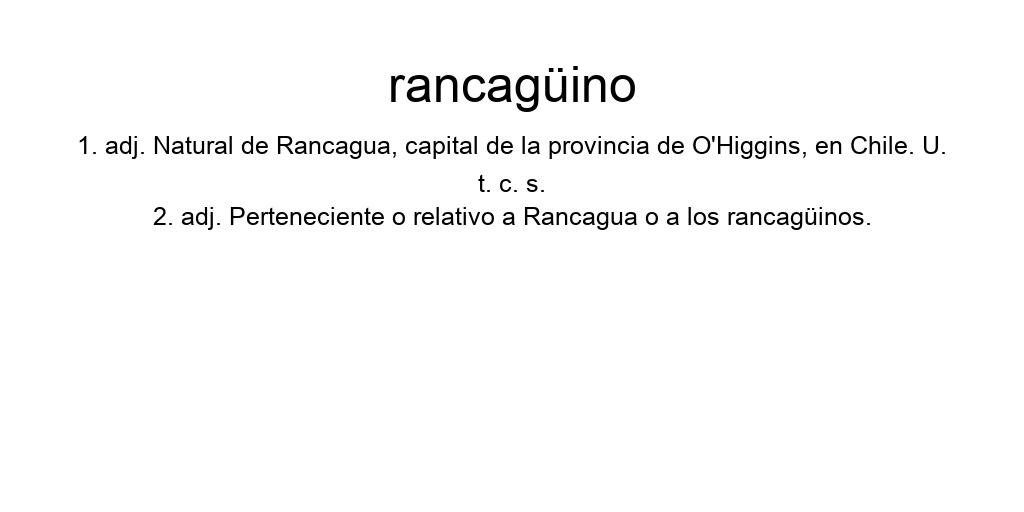 rancagüino
1. adj. Natural de Rancagua, capital de la provincia de O'Higgins, en Chile. U.
t. c. s.
2. adj. Perteneciente o relativo a Rancagua o a los rancagüinos.